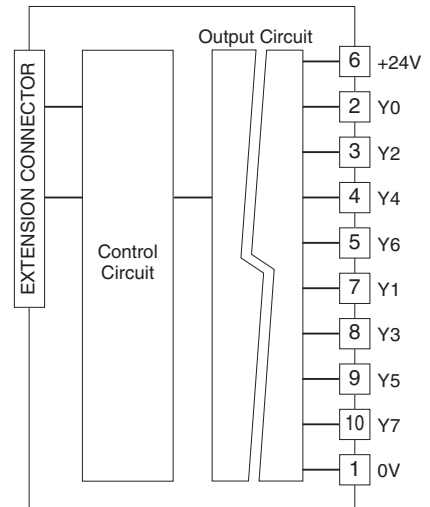 Output Circuit
EXTENSION CONNECTOR
Control
Circuit
6 +24V
2 Y0
3 Y2
4 Y4
5 Y6
7 Y1
8 Y3
9 Y5
10 Y7
1 0V